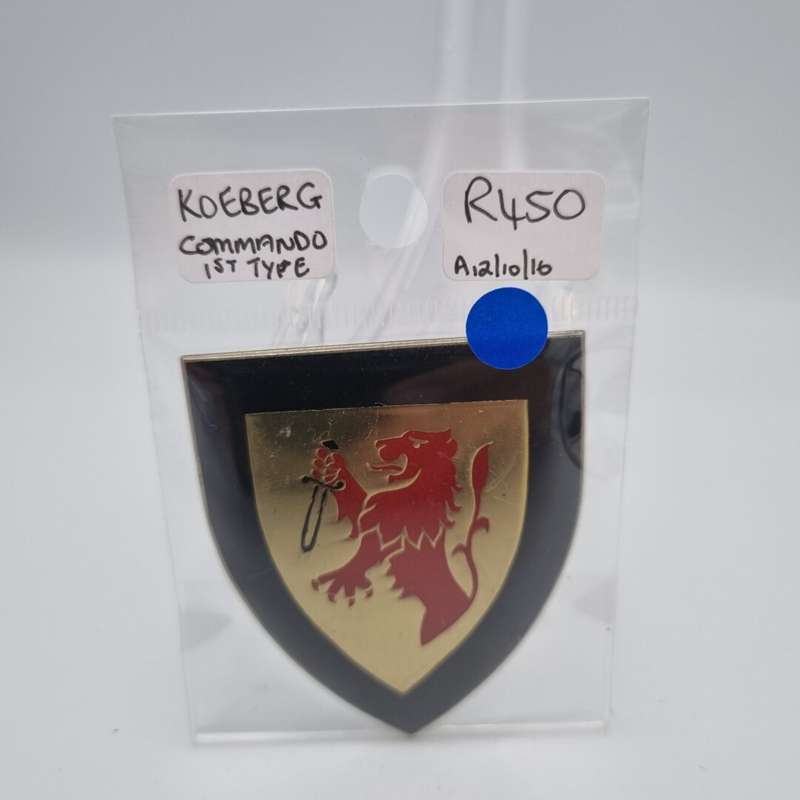 KOEBERG
COMMANDO
1ST TYPE
R450
A12/10/16